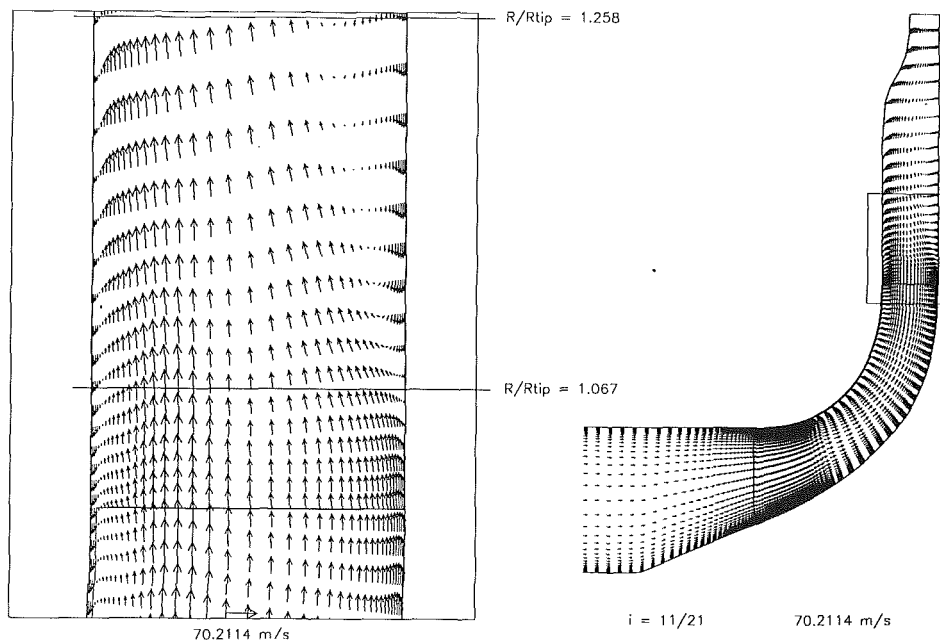 R/Rtip = 1.258
R/Rtip = 1.067
70.2114 m/s
i = 11/21 70.2114 m/s